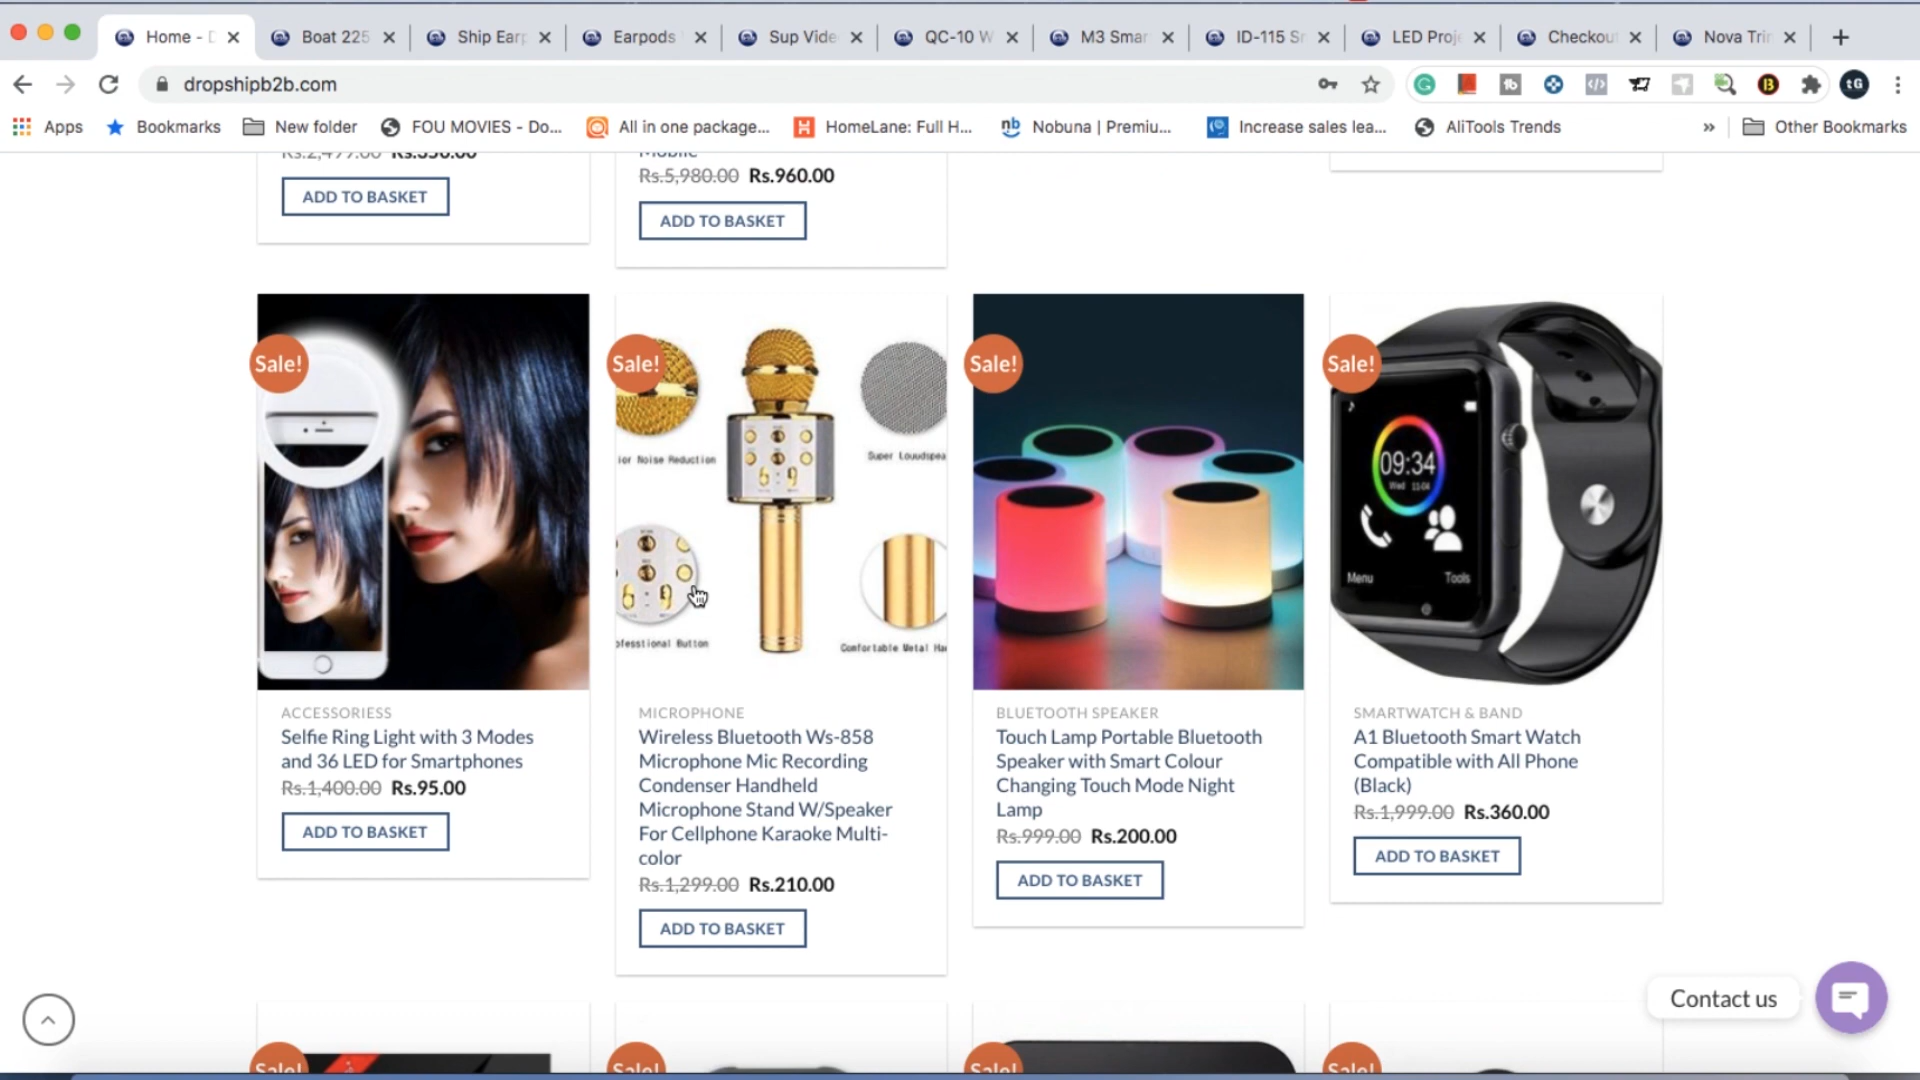 Home - D
Boat 225
Ship Earp
Earpods
Sup Vide
QC-10 W
M3 Smar
ID-115 Sr
LED Proje
Checkout
Nova Trir
dropshipb2b.com
tG
Apps
Bookmarks
New folder
FOU MOVIES - Do...
All in one package...
HomeLane: Full H...
nb Nobuna | Premiu...
Increase sales lea...
AliTools Trends
»
Other Bookmarks
Rs.2,499.00 Rs.350.00
ADD TO BASKET
Mobile
Rs.5,980.00 Rs.960.00
ADD TO BASKET
Sale!
ACCESSORIESS
Selfie Ring Light with 3 Modes
and 36 LED for Smartphones
Rs.1,400.00 Rs.95.00
ADD TO BASKET
Sale!
ior Noise Reduction
Super Louudspea
ofesstional Button
Comfortable Metal Ha
MICROPHONE
Wireless Bluetooth Ws-858
Microphone Mic Recording
Condenser Handheld
Microphone Stand W/Speaker
For Cellphone Karaoke Multi-
color
Rs.1,299.00 Rs.210.00
ADD TO BASKET
Sale!
BLUETOOTH SPEAKER
Touch Lamp Portable Bluetooth
Speaker with Smart Colour
Changing Touch Mode Night
Lamp
Rs.999.00 Rs.200.00
ADD TO BASKET
Sale!
09:34
Wed 11-04
Menu Tools
SMARTWATCH & BAND
A1 Bluetooth Smart Watch
Compatible with All Phone
(Black)
Rs.1,999.00 Rs.360.00
ADD TO BASKET
Contact us
Sale!
Sale!
Sale!
Sale!